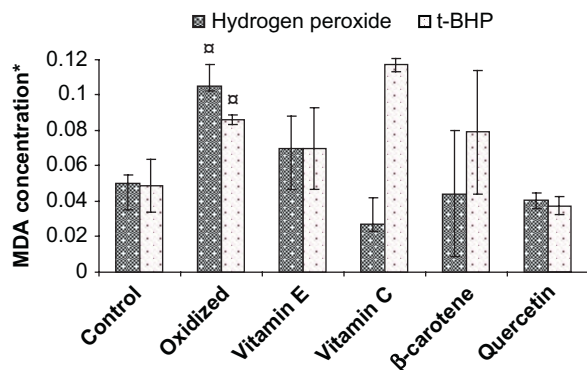 Hydrogen peroxide t-BHP
MDA concentration*
0.12
0.1
0.08
0.06
0.04
0.02
0
¤
¤
Control
Oxidized
Vitamin E
Vitamin C
β-carotene
Quercetin